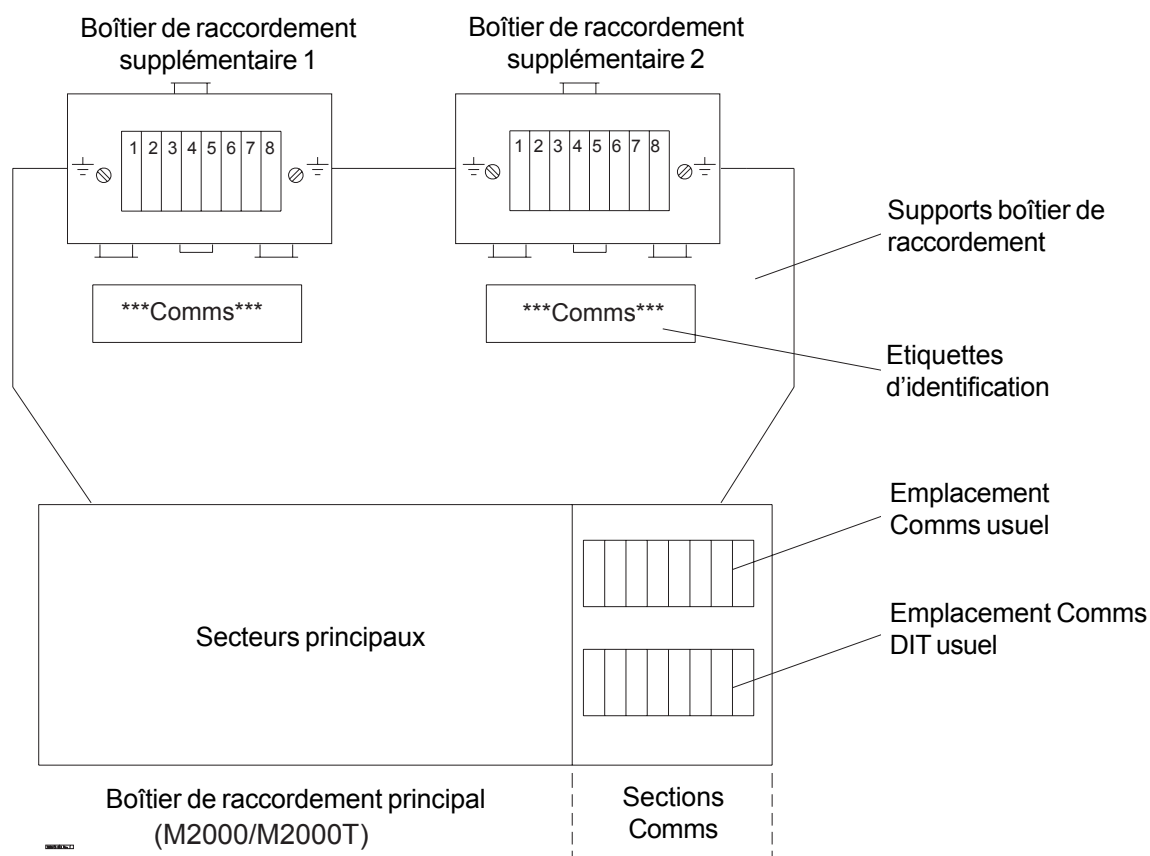 Boîtier de raccordement
supplémentaire 1
Boîtier de raccordement
supplémentaire 2
1 2 3 4 5 6 7 8
1 2 3 4 5 6 7 8
Supports boîtier de
raccordement
***Comms***
***Comms***
Etiquettes
d’identification
Emplacement
Comms usuel
Secteurs principaux
Emplacement Comms
DIT usuel
Boîtier de raccordement principal
(M2000/M2000T)
Sections
Comms